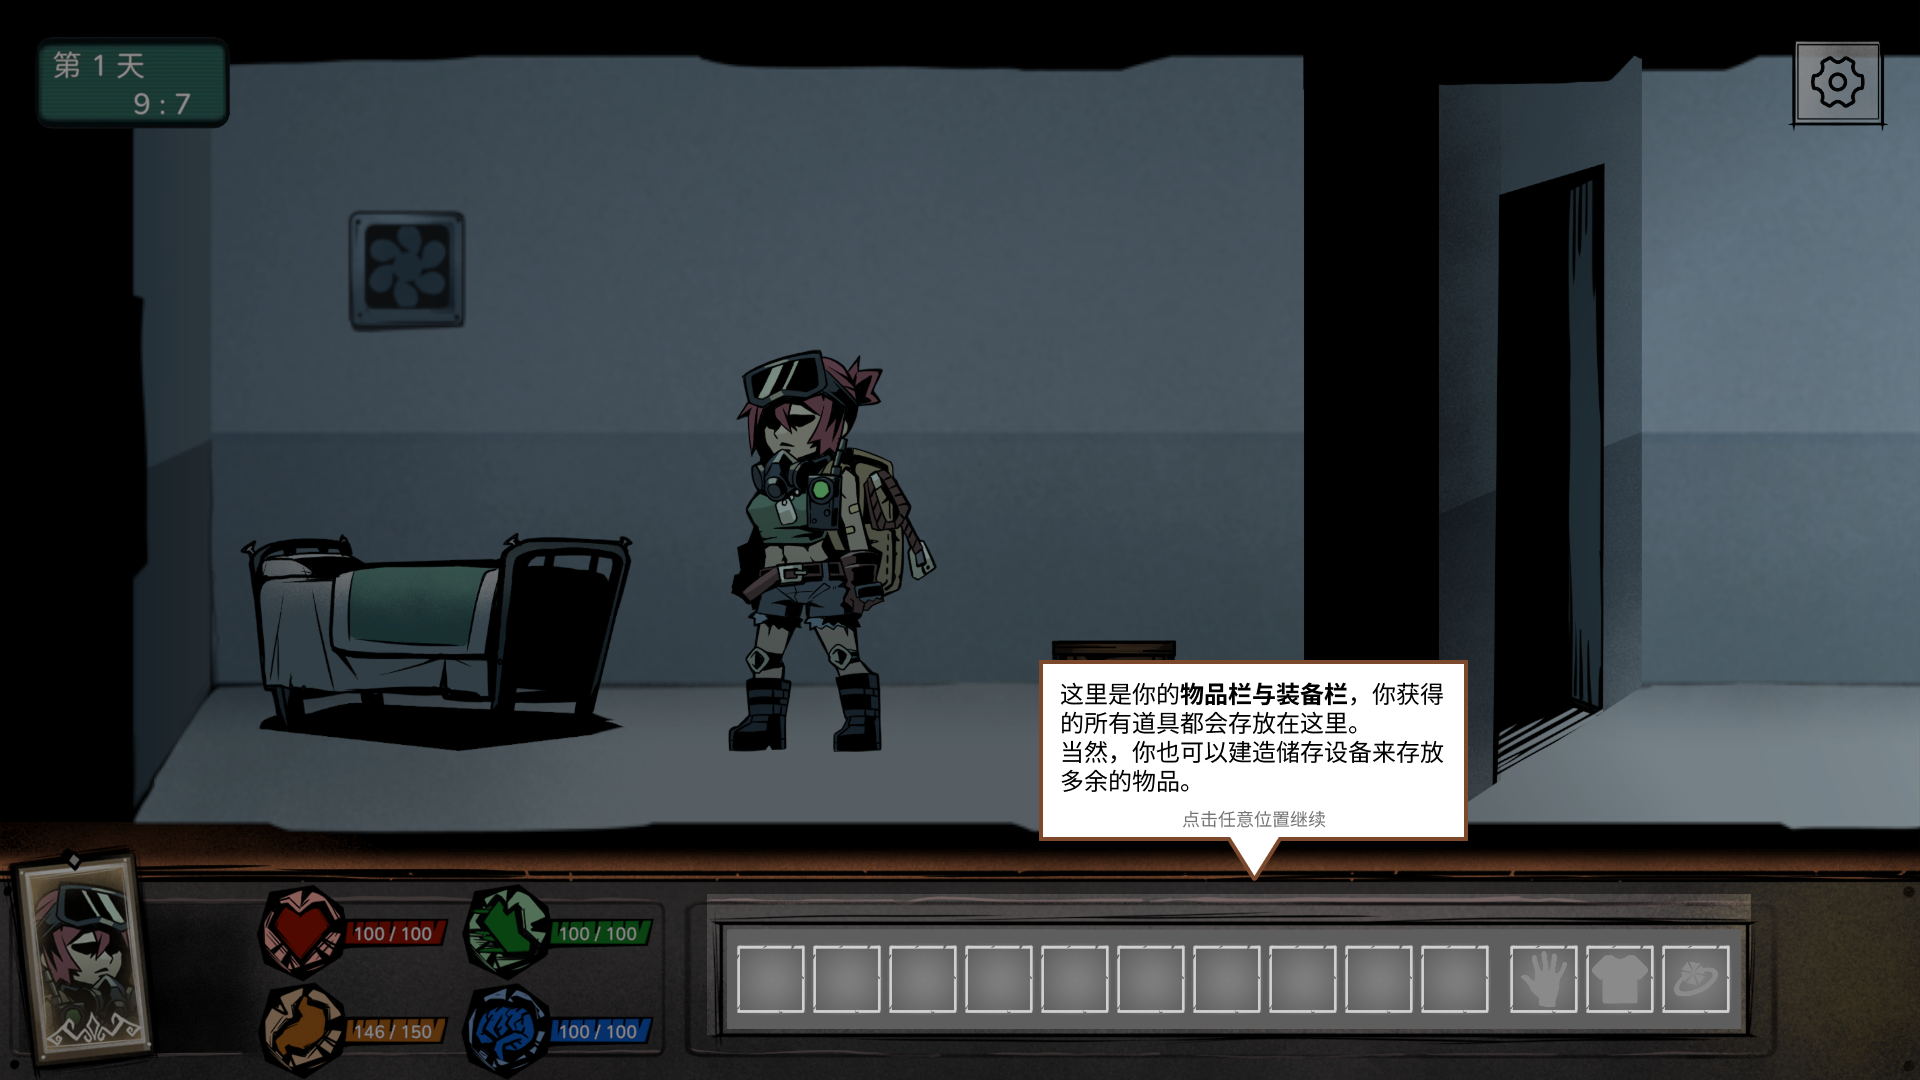 第 1 天
9 : 7
这里是你的物品栏与装备栏，你获得
的所有道具都会存放在这里。
当然，你也可以建造储存设备来存放
多余的物品。
点击任意位置继续
100 / 100
100 / 100
146 / 150
100 / 100